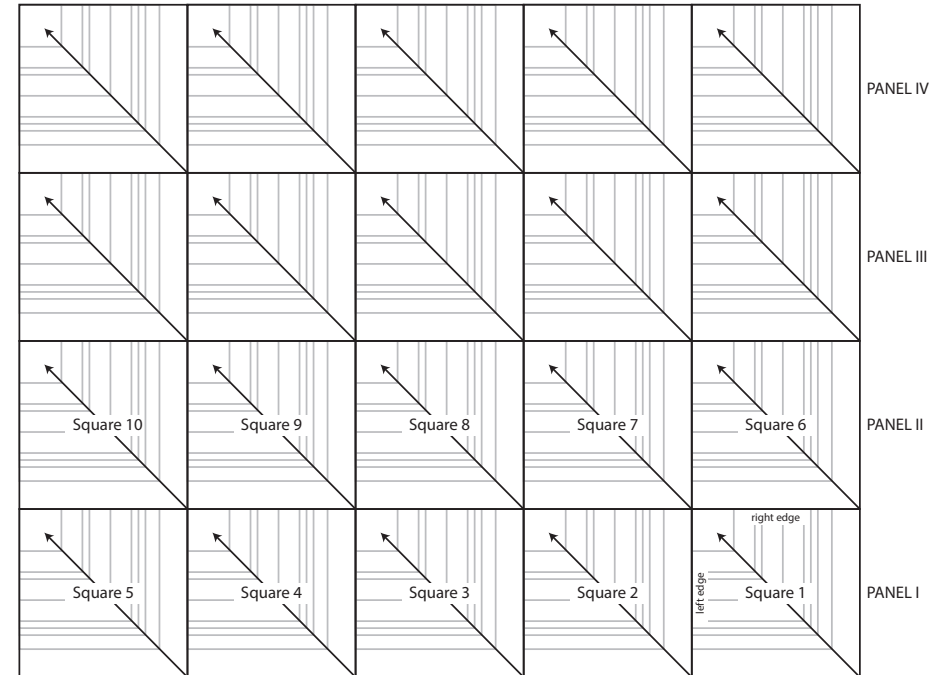 PANEL IV
PANEL III
Square 10 Square 9 Square 8 Square 7 Square 6 PANEL II
right edge
left edge
Square 5 Square 4 Square 3 Square 2 Square 1 PANEL I